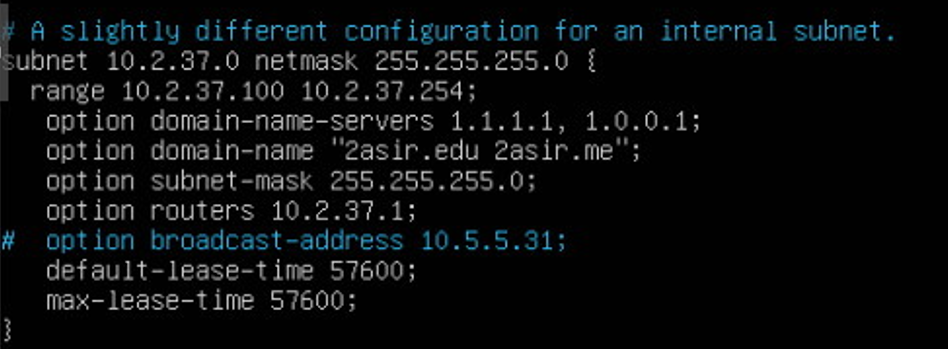 # A slightly different configuration for an internal subnet.
subnet 10.2.37.0 netmask 255.255.255.0 {
  range 10.2.37.100 10.2.37.254;
   option domain-name-servers 1.1.1.1, 1.0.0.1;
   option domain-name "2asir.edu 2asir.me";
   option subnet-mask 255.255.255.0;
   option routers 10.2.37.1;
#  option broadcast-address 10.5.5.31;
   default-lease-time 57600;
   max-lease-time 57600;
}